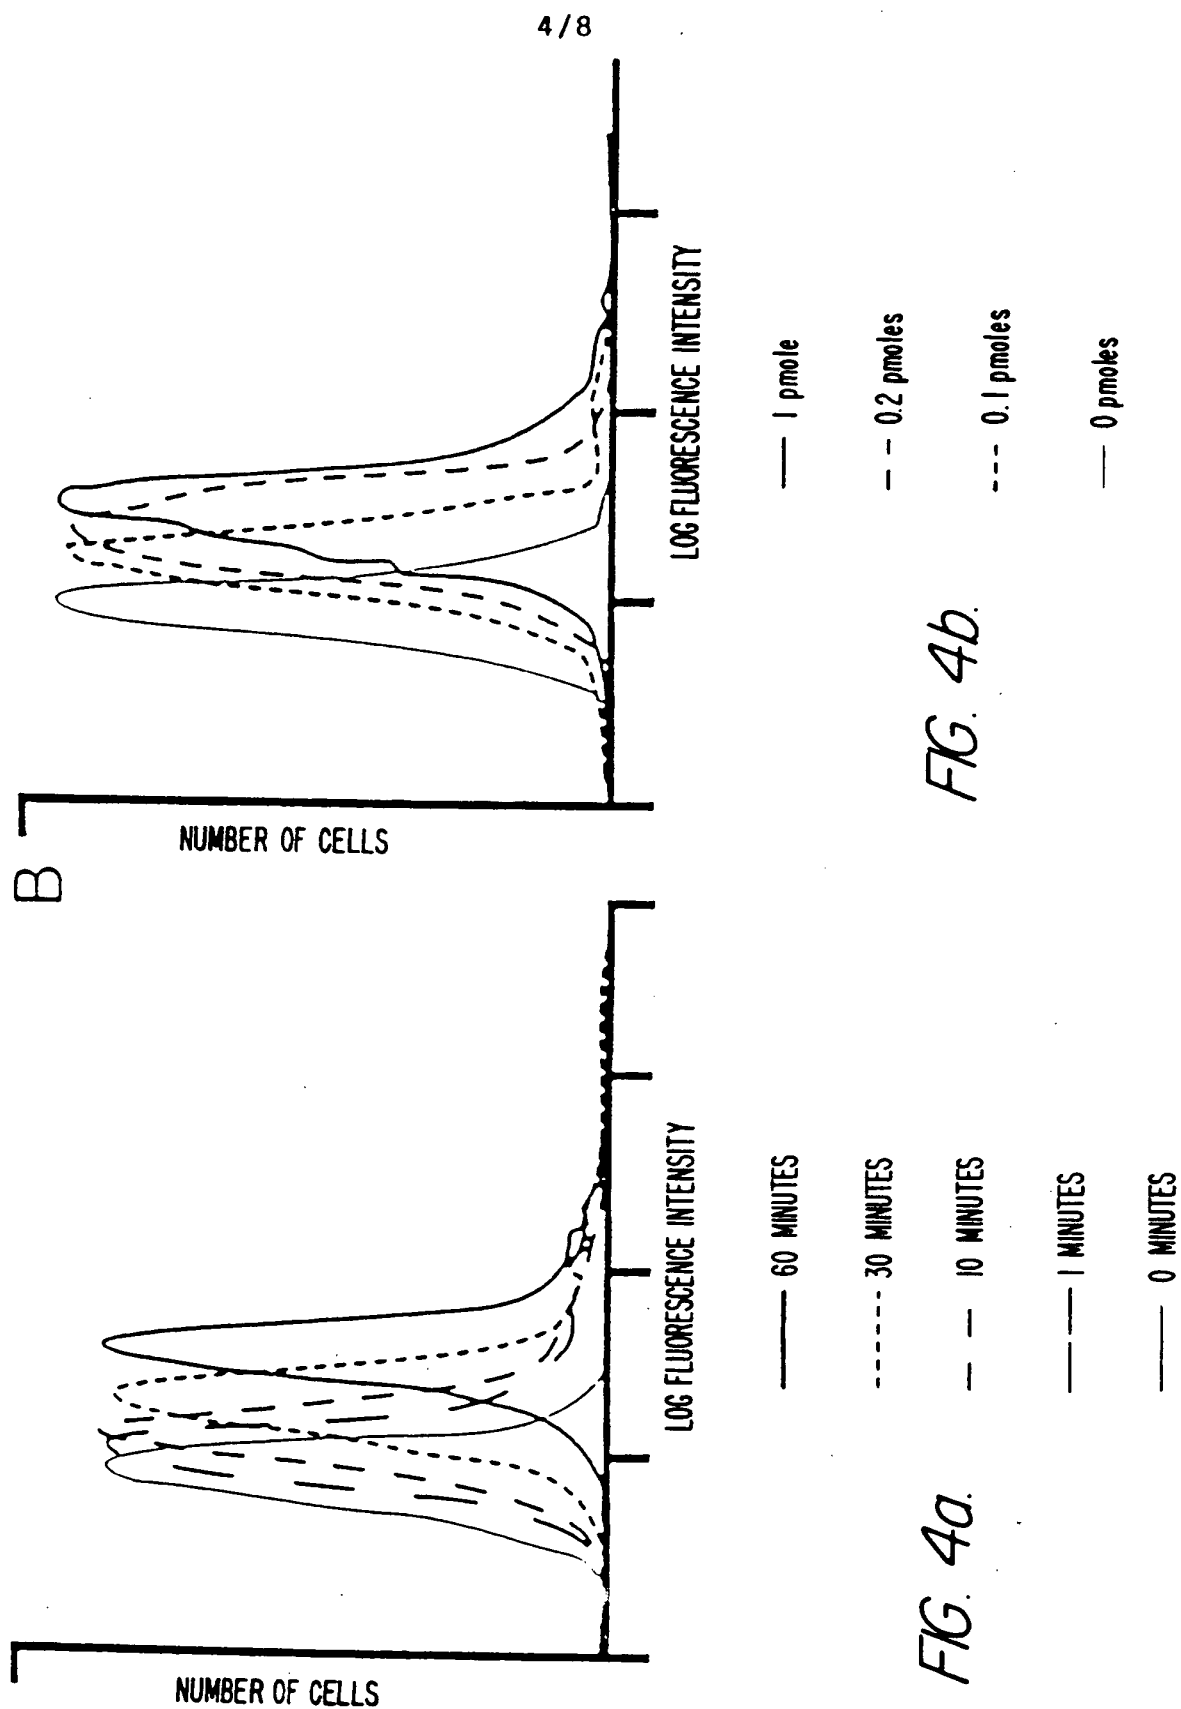 4/8
B
NUMBER OF CELLS
LOG FLUORESCENCE INTENSITY
60 MINUTES
30 MINUTES
10 MINUTES
1 MINUTES
0 MINUTES
FIG. 4a.
NUMBER OF CELLS
LOG FLUORESCENCE INTENSITY
1 pmole
0.2 pmoles
0.1 pmoles
0 pmoles
FIG. 4b.